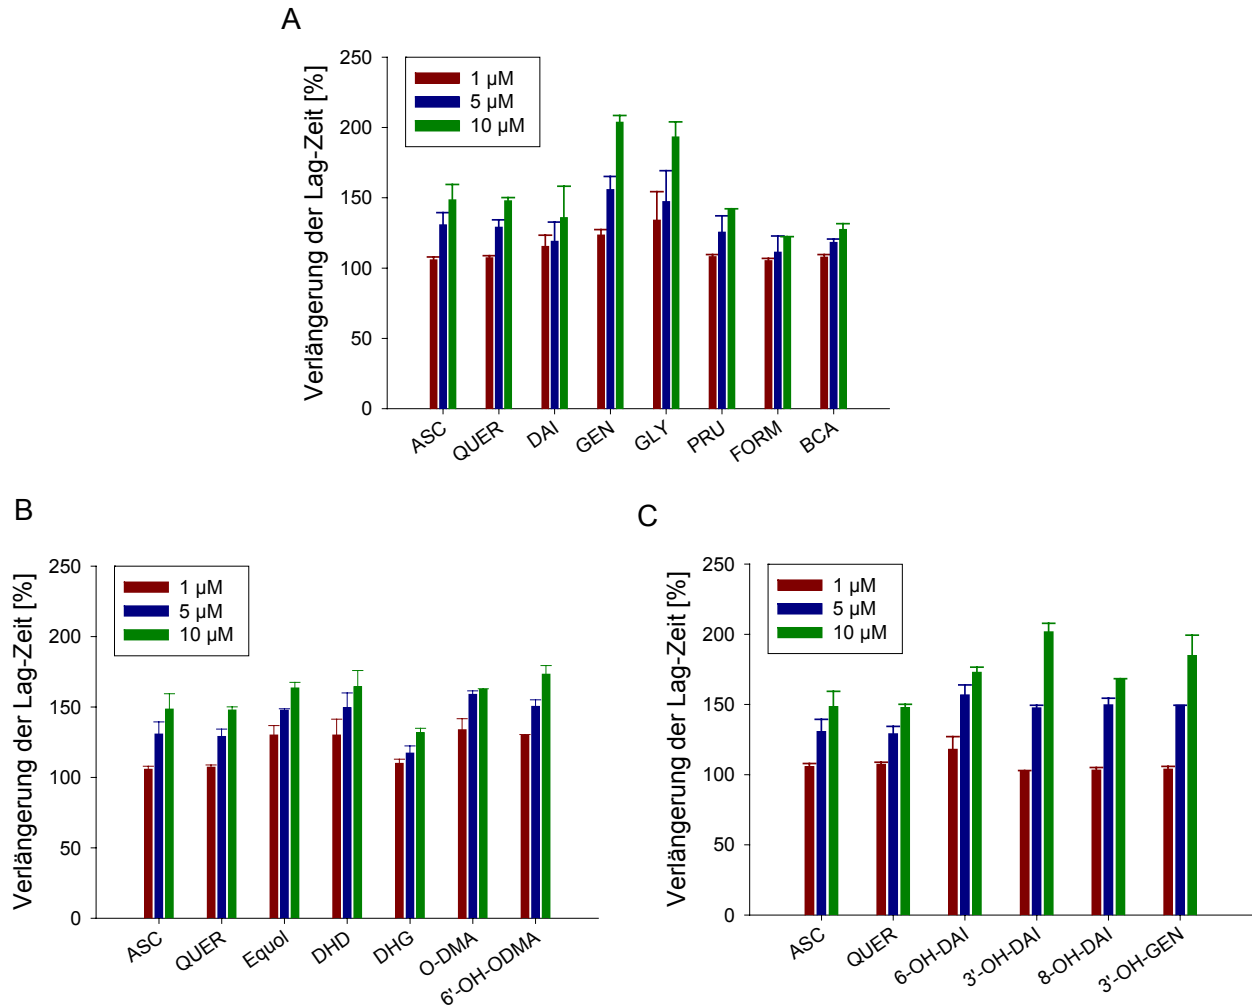 A
Verlängerung der Lag-Zeit [%]
250
200
150
100
50
0
1 µM
5 µM
10 µM
ASC
QUER
DAI
GEN
GLY
PRU
FORM
BCA
B
Verlängerung der Lag-Zeit [%]
250
200
150
100
50
0
1 µM
5 µM
10 µM
ASC
QUER
Equol
DHD
DHG
O-DMA
6'-OH-ODMA
C
Verlängerung der Lag-Zeit [%]
250
200
150
100
50
0
1 µM
5 µM
10 µM
ASC
QUER
6-OH-DAI
3'-OH-DAI
8-OH-DAI
3'-OH-GEN